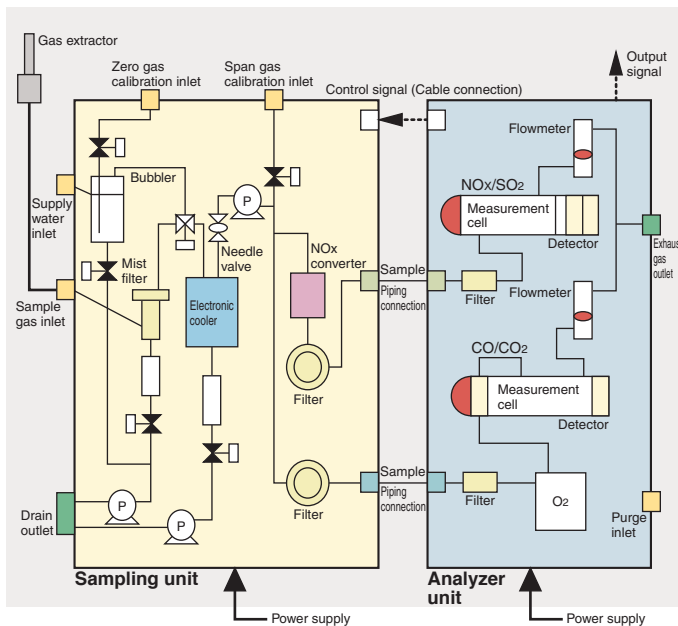 Gas extractor
Zero gas
calibration inlet
Span gas
calibration inlet
Output
signal
Control signal (Cable connection)
Flowmeter
Bubbler
P
NOx/SO2
Supply
water
inlet
Measurement
cell
Needle
valve
Mist
filter
NOx
converter
Detector
Exhaust
gas
outlet
Sample
Piping
connection
Filter
Sample
gas inlet
Electronic
cooler
Flowmeter
CO/CO2
Filter
Measurement
cell
Detector
Sample
Piping
connection
Filter
Filter
O2
P
P
Drain
outlet
Purge
inlet
Sampling unit
Analyzer
unit
Power supply
Power supply